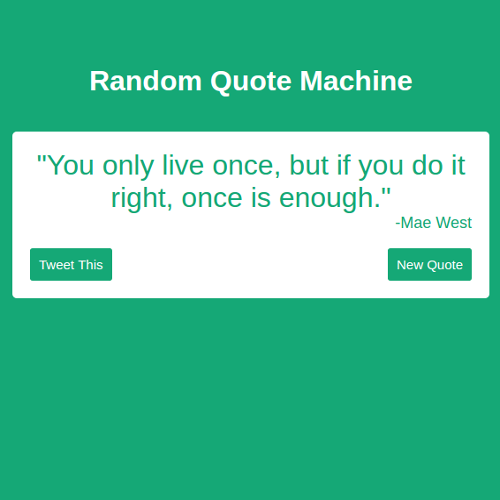 Random Quote Machine
"You only live once, but if you do it
right, once is enough."
-Mae West
Tweet This
New Quote